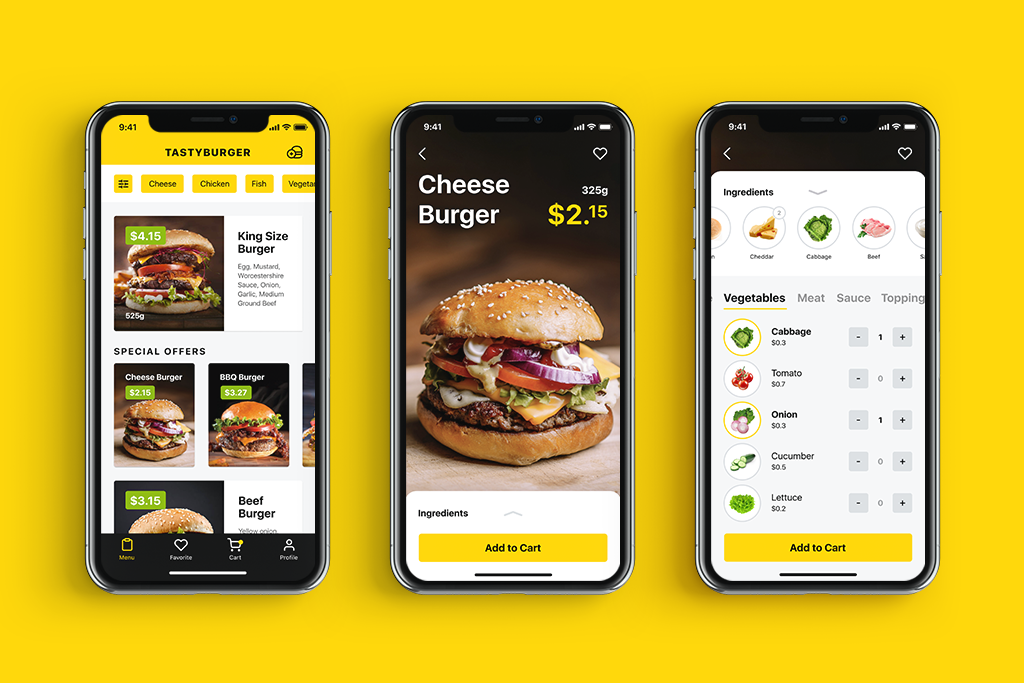 9:41
TASTYBURGER
Cheese
Chicken
Fish
Vegetar
$4.15
525g
King Size
Burger
Egg, Mustard,
Worcestershire
Sauce, Onion,
Garlic, Medium
Ground Beef
SPECIAL OFFERS
Cheese Burger
$2.15
BBQ Burger
$3.27
$3.15
Beef
Burger
Yellow onion
Menu
Favorite
Cart
Profile
9:41
Cheese
Burger
325g
$2.15
Ingredients
Add to Cart
9:41
Ingredients
n
2
Cheddar
Cabbage
Beef
Sa
e
Vegetables
Meat
Sauce
Topping
Cabbage
$0.3
- 1 +
Tomato
$0.7
- 0 +
Onion
$0.3
- 1 +
Cucumber
$0.5
- 0 +
Lettuce
$0.2
- 0 +
Add to Cart